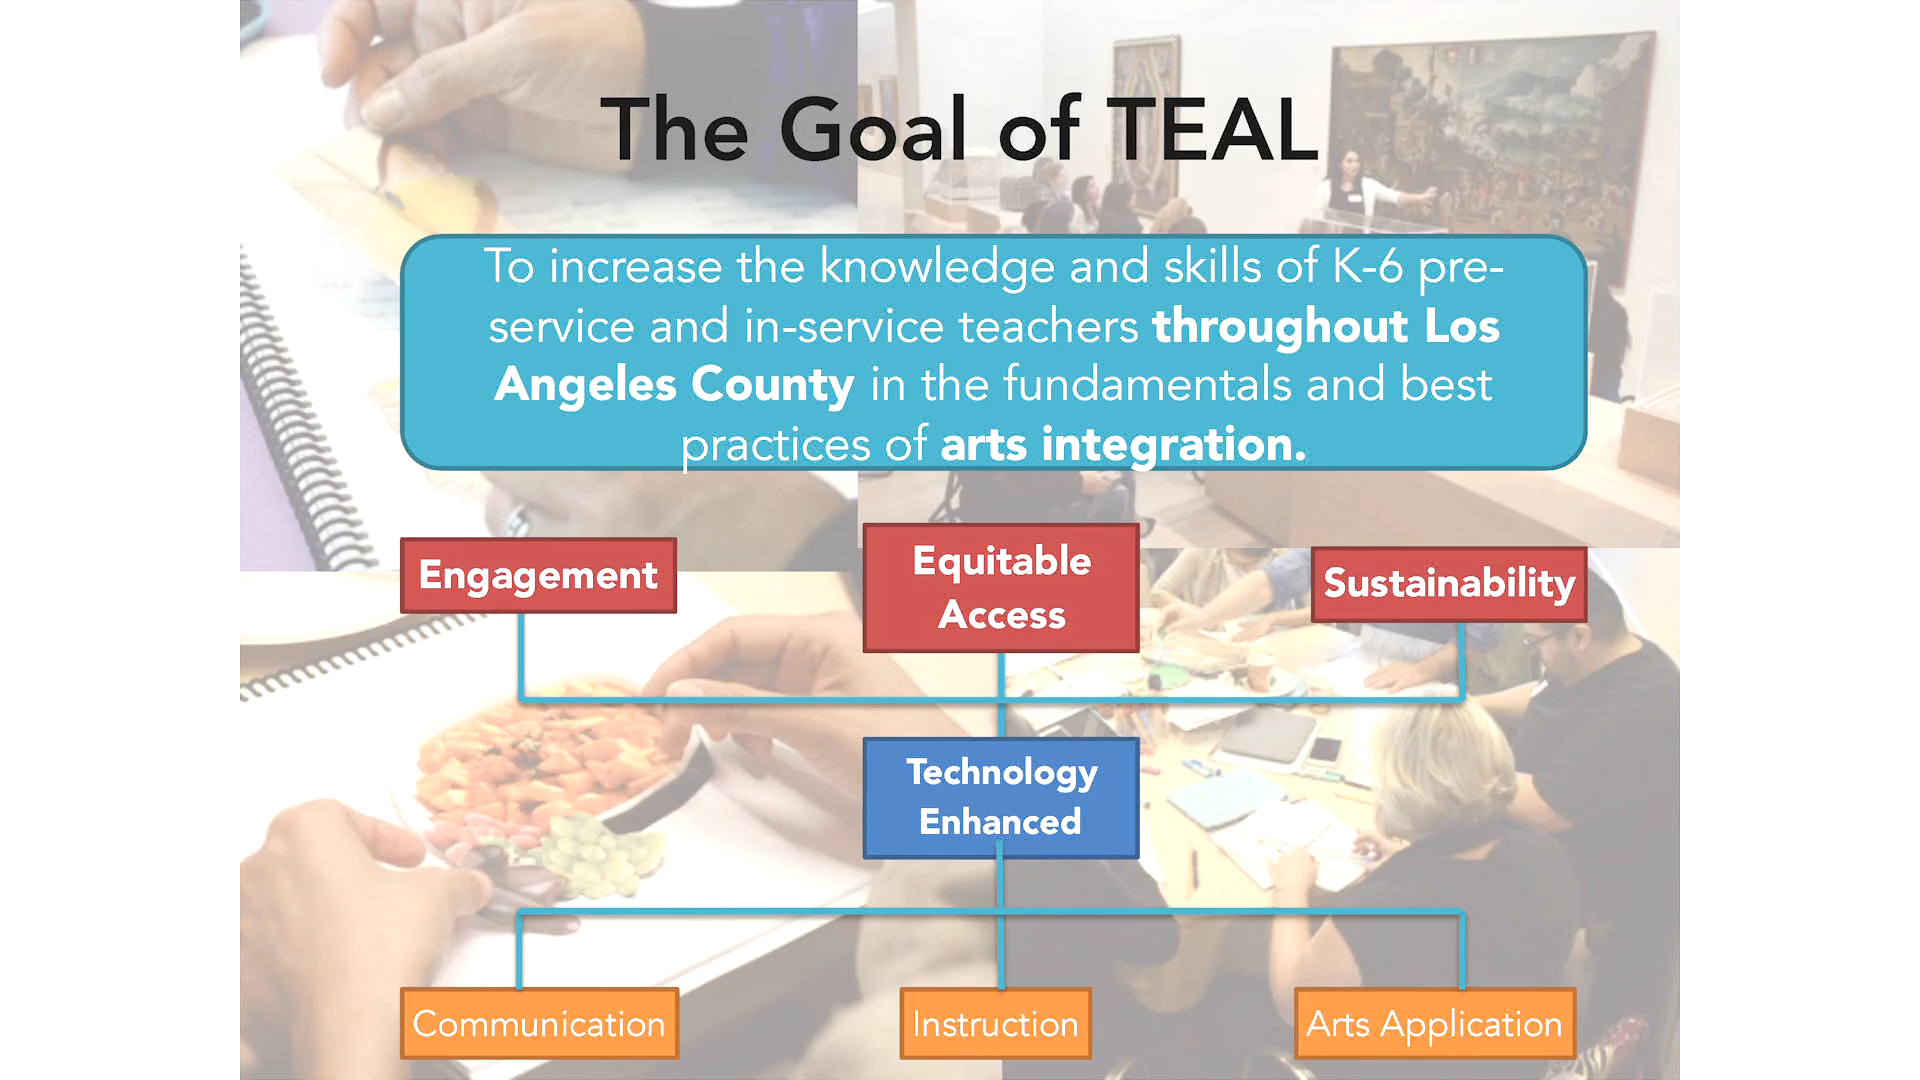 The Goal of TEAL
To increase the knowledge and skills of K-6 pre-
service and in-service teachers throughout Los
Angeles County in the fundamentals and best
practices of arts integration.
Engagement
Equitable
Access
Sustainability
Technology
Enhanced
Communication
Instruction
Arts Application